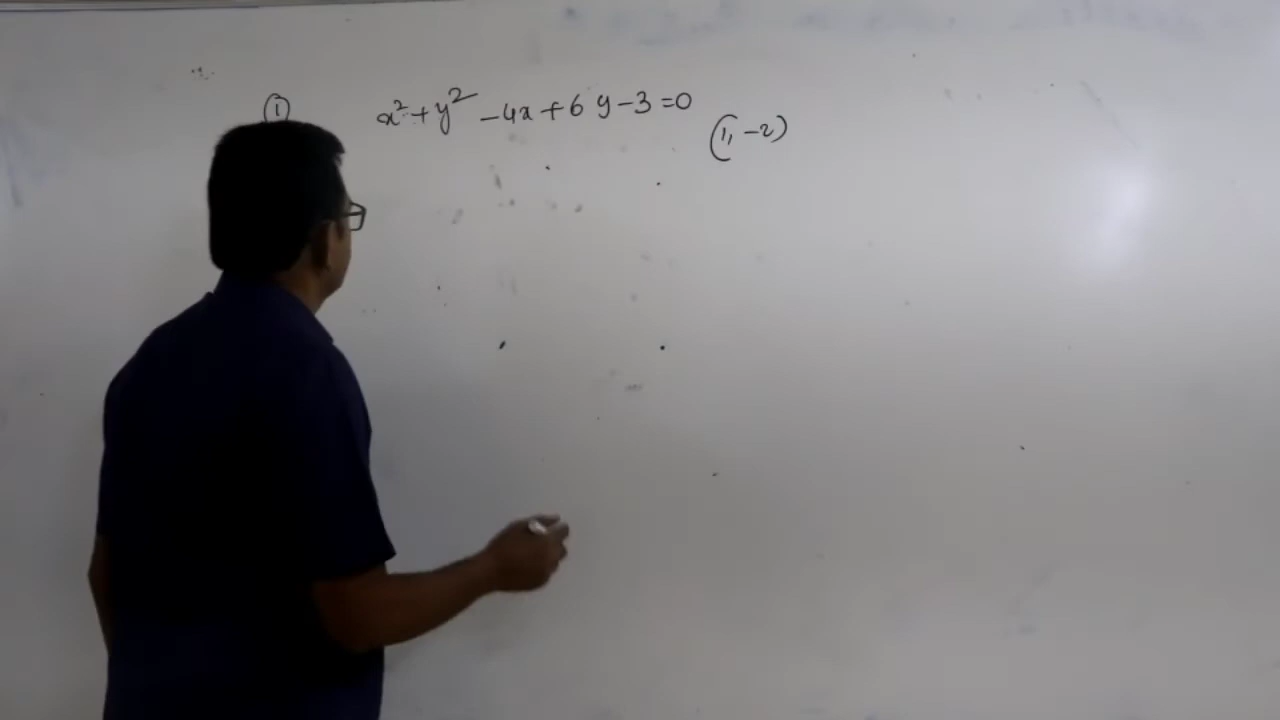 ① x² + y² - 4x + 6y - 3 = 0 (1, -2)